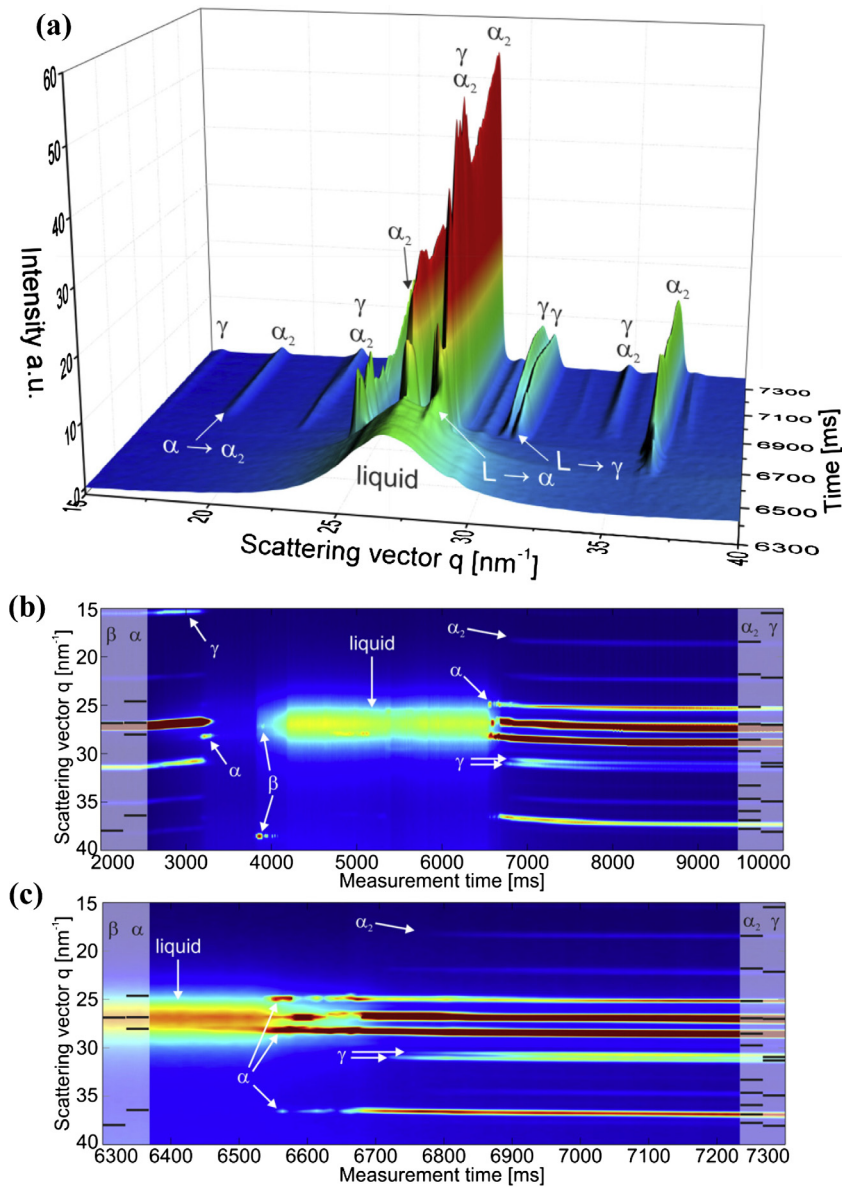 (a)
60
50
40
30
20
10
0
Intensity a.u.
γ
α₂
γ
α₂
α₂
γ
α₂
α₂
γ γ
γ
α₂
α₂
α → α₂
liquid
L → α
L → γ
15
20
25
30
35
40
Scattering vector q [nm⁻¹]
7300
7100
6900
6700
6500
6300
Time [ms]
(b)
15
20
25
30
35
40
Scattering vector q [nm⁻¹]
β α
γ
α
liquid
β
α
α₂
γ
α₂ γ
2000 3000 4000 5000 6000 7000 8000 9000 10000
Measurement time [ms]
(c)
15
20
25
30
35
40
Scattering vector q [nm⁻¹]
β α
liquid
α
α₂
γ
α₂ γ
6300 6400 6500 6600 6700 6800 6900 7000 7100 7200 7300
Measurement time [ms]